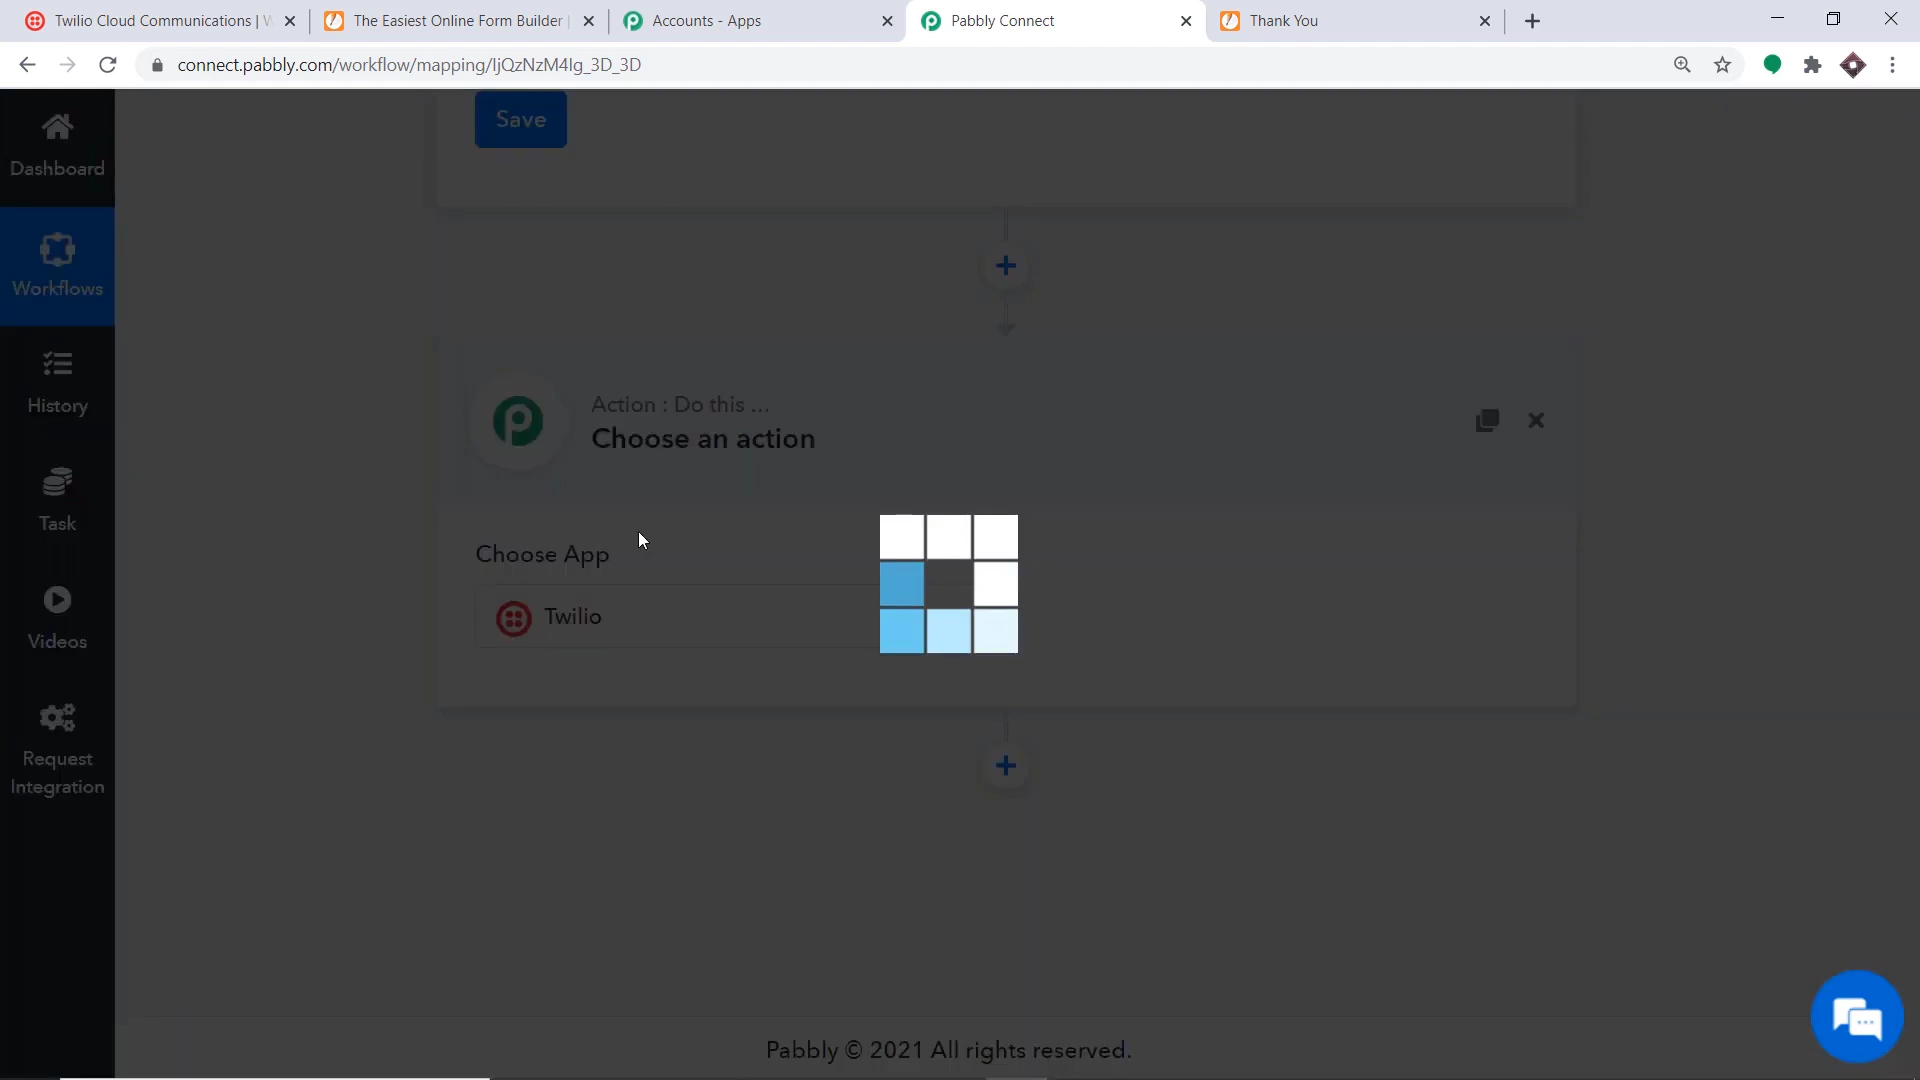 Twilio Cloud Communications | W
The Easiest Online Form Builder
Accounts - Apps
Pabbly Connect
Thank You
connect.pabbly.com/workflow/mapping/IjQzNzM4Ig_3D_3D
Save
Dashboard
Workflows
History
Task
Videos
Request
Integration
Action : Do this ...
Choose an action
Choose App
Twilio
Pabbly © 2021 All rights reserved.